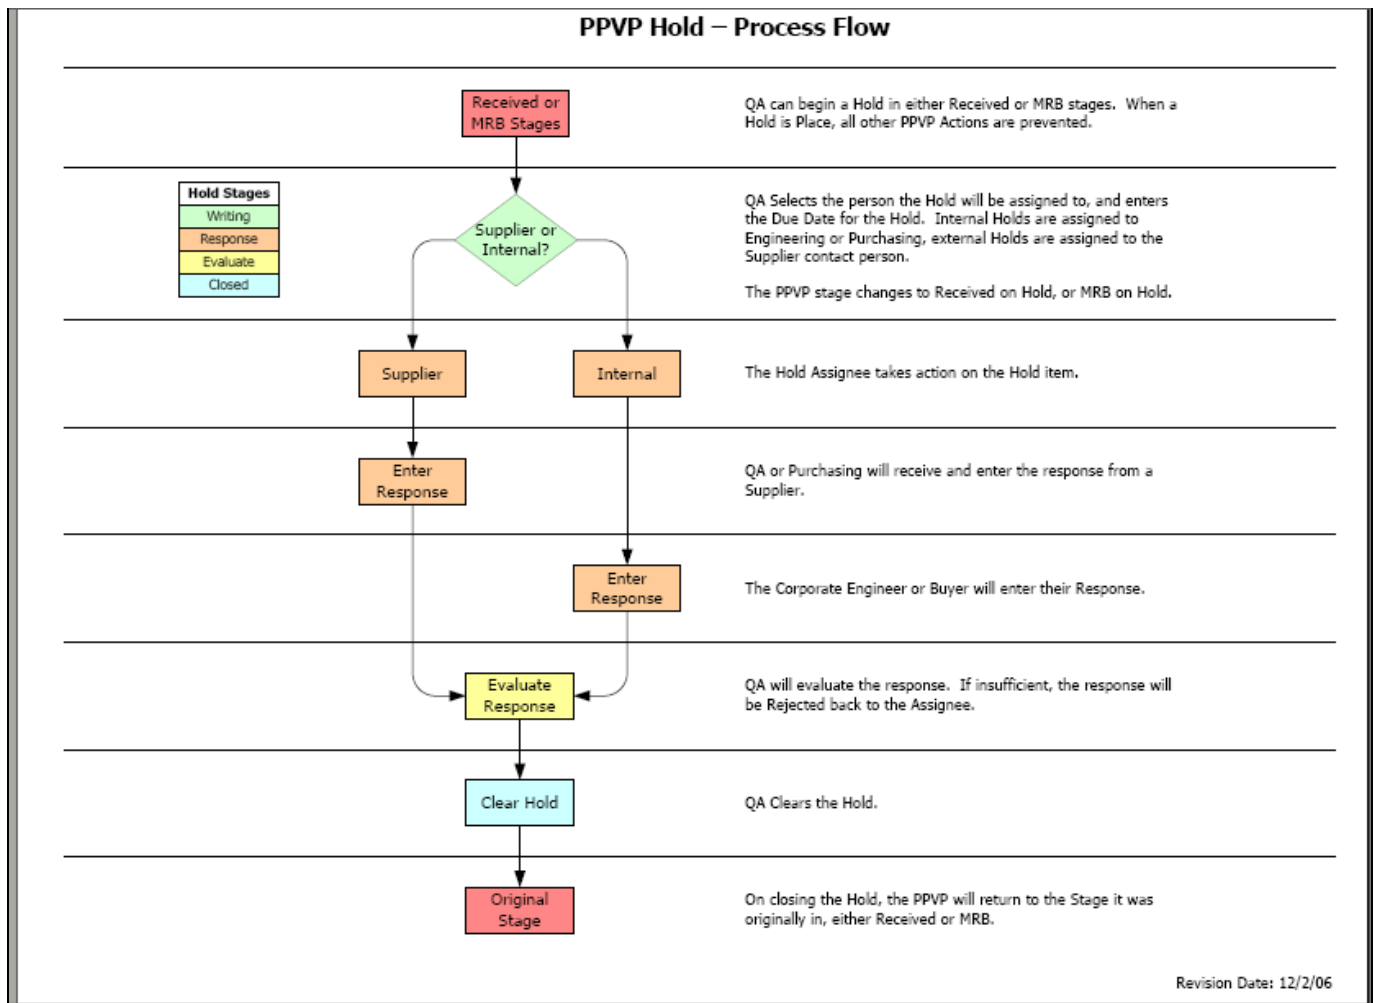 PPVP Hold – Process Flow
Received or
MRB Stages
QA can begin a Hold in either Received or MRB stages. When a
Hold is Place, all other PPVP Actions are prevented.
Hold Stages
Writing
Response
Evaluate
Closed
Supplier or
Internal?
QA Selects the person the Hold will be assigned to, and enters
the Due Date for the Hold. Internal Holds are assigned to
Engineering or Purchasing, external Holds are assigned to the
Supplier contact person.
The PPVP stage changes to Received on Hold, or MRB on Hold.
Supplier
Internal
The Hold Assignee takes action on the Hold item.
Enter
Response
QA or Purchasing will receive and enter the response from a
Supplier.
Enter
Response
The Corporate Engineer or Buyer will enter their Response.
Evaluate
Response
QA will evaluate the response. If insufficient, the response will
be Rejected back to the Assignee.
Clear Hold
QA Clears the Hold.
Original
Stage
On closing the Hold, the PPVP will return to the Stage it was
originally in, either Received or MRB.
Revision Date: 12/2/06